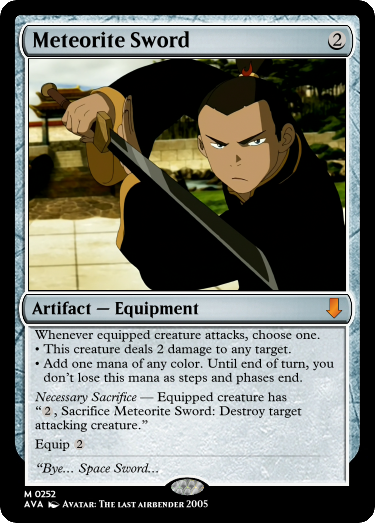 Meteorite Sword 2
Artifact — Equipment
Whenever equipped creature attacks, choose one.
• This creature deals 2 damage to any target.
• Add one mana of any color. Until end of turn, you
don't lose this mana as steps and phases end.
Necessary Sacrifice — Equipped creature has
“2, Sacrifice Meteorite Sword: Destroy target
attacking creature.”
Equip 2
“Bye... Space Sword...
M 0252
AVA Avatar: The last airbender 2005